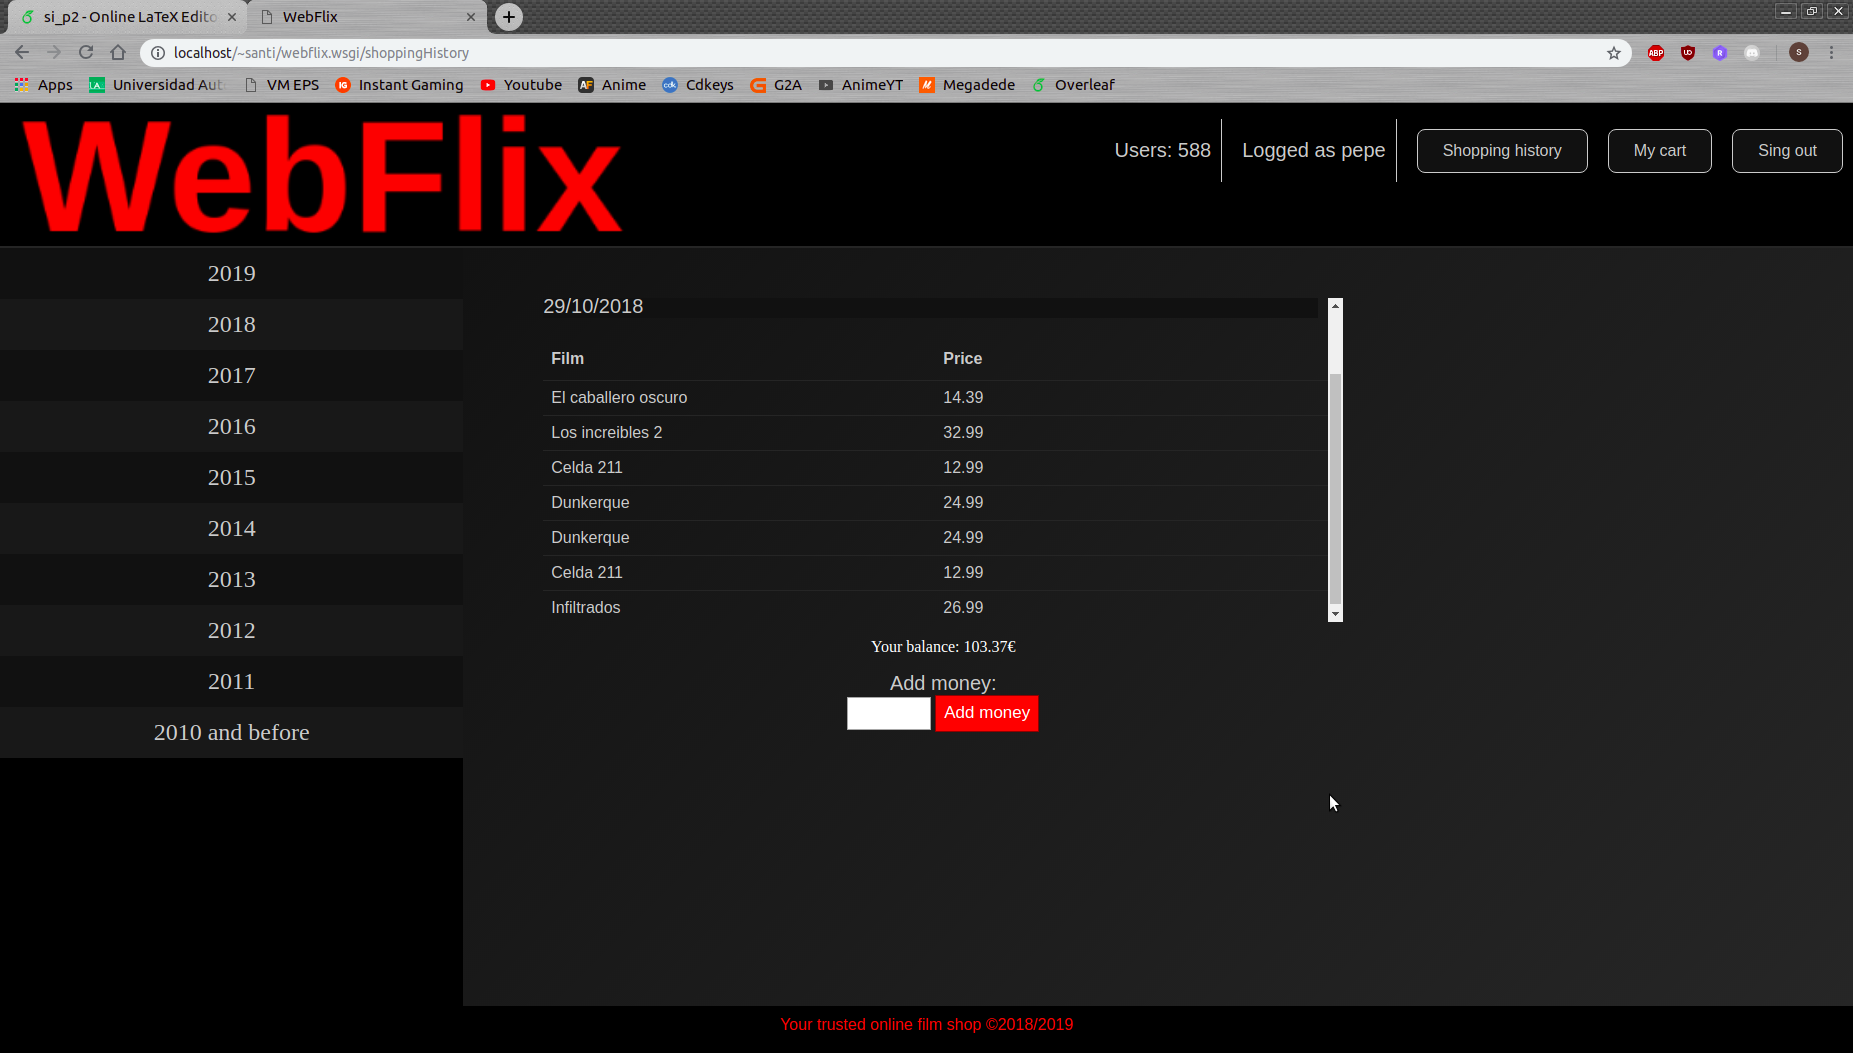 si_p2 - Online LaTeX Edito
WebFlix
localhost/~santi/webflix.wsgi/shoppingHistory
ABP
UD
R
S
Apps
Universidad Aut
VM EPS
IG
Instant Gaming
Youtube
AF
Anime
cdk
Cdkeys
G2A
AnimeYT
Megadede
Overleaf
WebFlix
Users: 588
Logged as pepe
Shopping history
My cart
Sing out
2019
2018
2017
2016
2015
2014
2013
2012
2011
2010 and before
29/10/2018
Film Price
El caballero oscuro 14.39
Los increibles 2 32.99
Celda 211 12.99
Dunkerque 24.99
Dunkerque 24.99
Celda 211 12.99
Infiltrados 26.99
Your balance: 103.37€
Add money:
Add money
Your trusted online film shop ©2018/2019